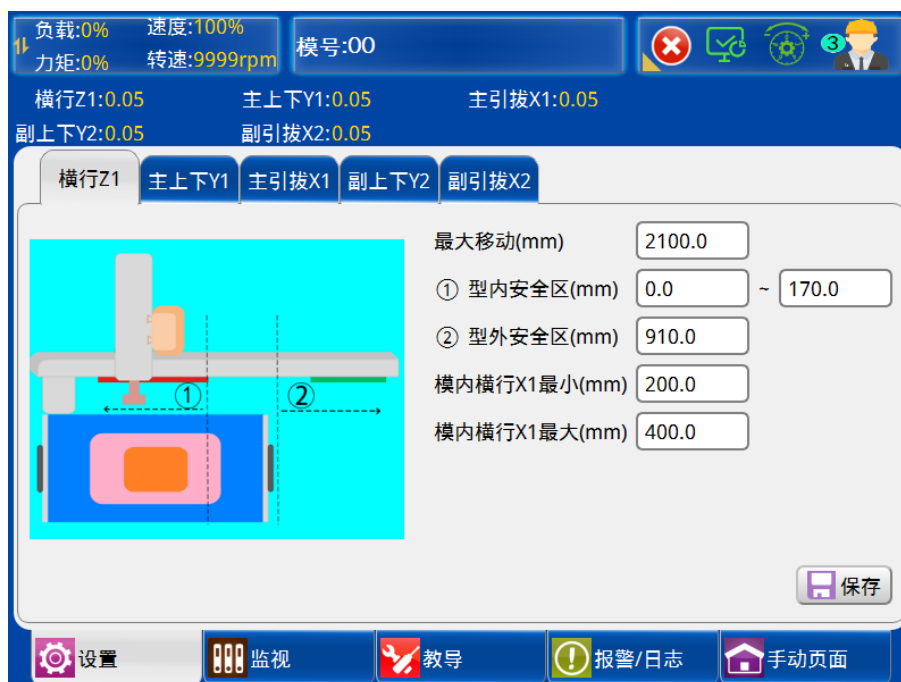 负载:0% 速度:100%
力矩:0% 转速:9999rpm
模号:00
3
横行Z1:0.05 主上下Y1:0.05 主引拔X1:0.05
副上下Y2:0.05 副引拔X2:0.05
横行Z1 主上下Y1 主引拔X1 副上下Y2 副引拔X2
最大移动(mm) 2100.0
① 型内安全区(mm) 0.0 ~ 170.0
② 型外安全区(mm) 910.0
模内横行X1最小(mm) 200.0
模内横行X1最大(mm) 400.0
① ②
保存
设置 监视 教导 报警/日志 手动页面